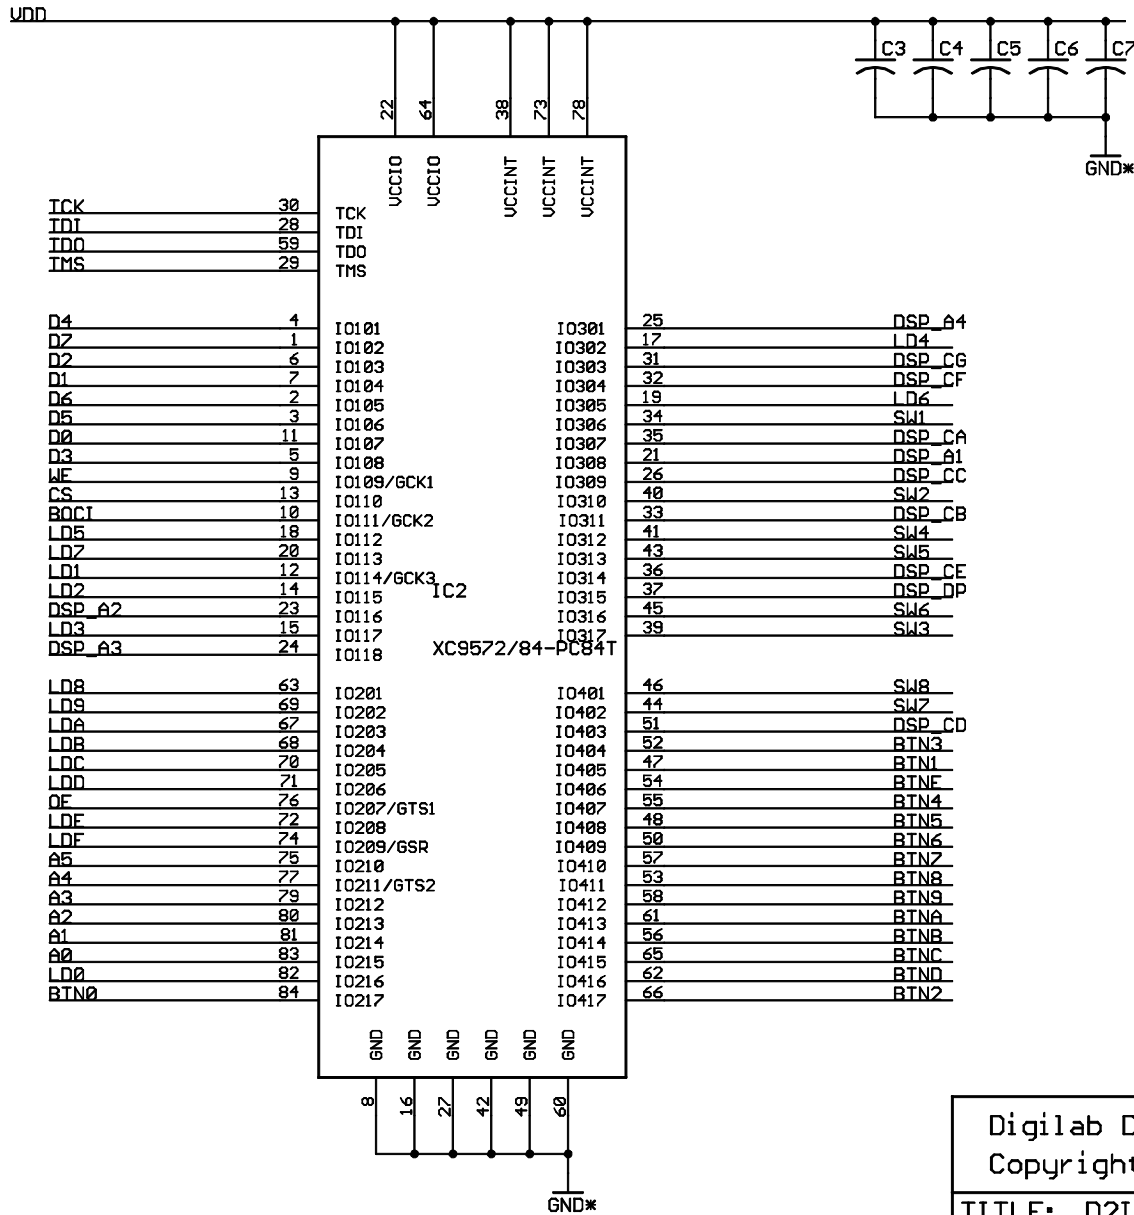 VDD
C3 C4 C5 C6 C7
22 64 38 73 78
GND*
VCCIO VCCIO VCCINT VCCINT VCCINT
TCK 30 TCK
TDI 28 TDI
TDO 59 TDO
TMS 29 TMS
D4 4 IO101 IO301 25 DSP_A4
D7 1 IO102 IO302 17 LD4
D2 6 IO103 IO303 31 DSP_CG
D1 7 IO104 IO304 32 DSP_CF
D6 2 IO105 IO305 19 LD6
D5 3 IO106 IO306 34 SW1
D0 11 IO107 IO307 35 DSP_CA
D3 5 IO108 IO308 21 DSP_A1
WE 9 IO109/GCK1 IO309 26 DSP_CC
CS 13 IO110 IO310 40 SW2
BOCI 10 IO111/GCK2 IO311 33 DSP_CB
LD5 18 IO112 IO312 41 SW4
LD7 20 IO113 IO313 43 SW5
LD1 12 IO114/GCK3 IO314 36 DSP_CE
IC2
LD2 14 IO115 IO315 37 DSP_DP
DSP_A2 23 IO116 IO316 45 SW6
LD3 15 IO117 IO317 39 SW3
DSP_A3 24 IO118 XC9572/84-PC84T
LD8 63 IO201 IO401 46 SW8
LD9 69 IO202 IO402 44 SW7
LDA 67 IO203 IO403 51 DSP_CD
LDB 68 IO204 IO404 52 BTN3
LDC 70 IO205 IO405 47 BTN1
LDD 71 IO206 IO406 54 BTNE
OE 76 IO207/GTS1 IO407 55 BTN4
LDE 72 IO208 IO408 48 BTN5
LDF 74 IO209/GSR IO409 50 BTN6
A5 75 IO210 IO410 57 BTN7
A4 77 IO211/GTS2 IO411 53 BTN8
A3 79 IO212 IO412 58 BTN9
A2 80 IO213 IO413 61 BTNA
A1 81 IO214 IO414 56 BTNB
A0 83 IO215 IO415 65 BTNC
LD0 82 IO216 IO416 62 BTND
BTN0 84 IO217 IO417 66 BTN2
GND GND GND GND GND GND
8 16 27 42 49 60
GND*
Digilab D
Copyright
TITLE: D2I